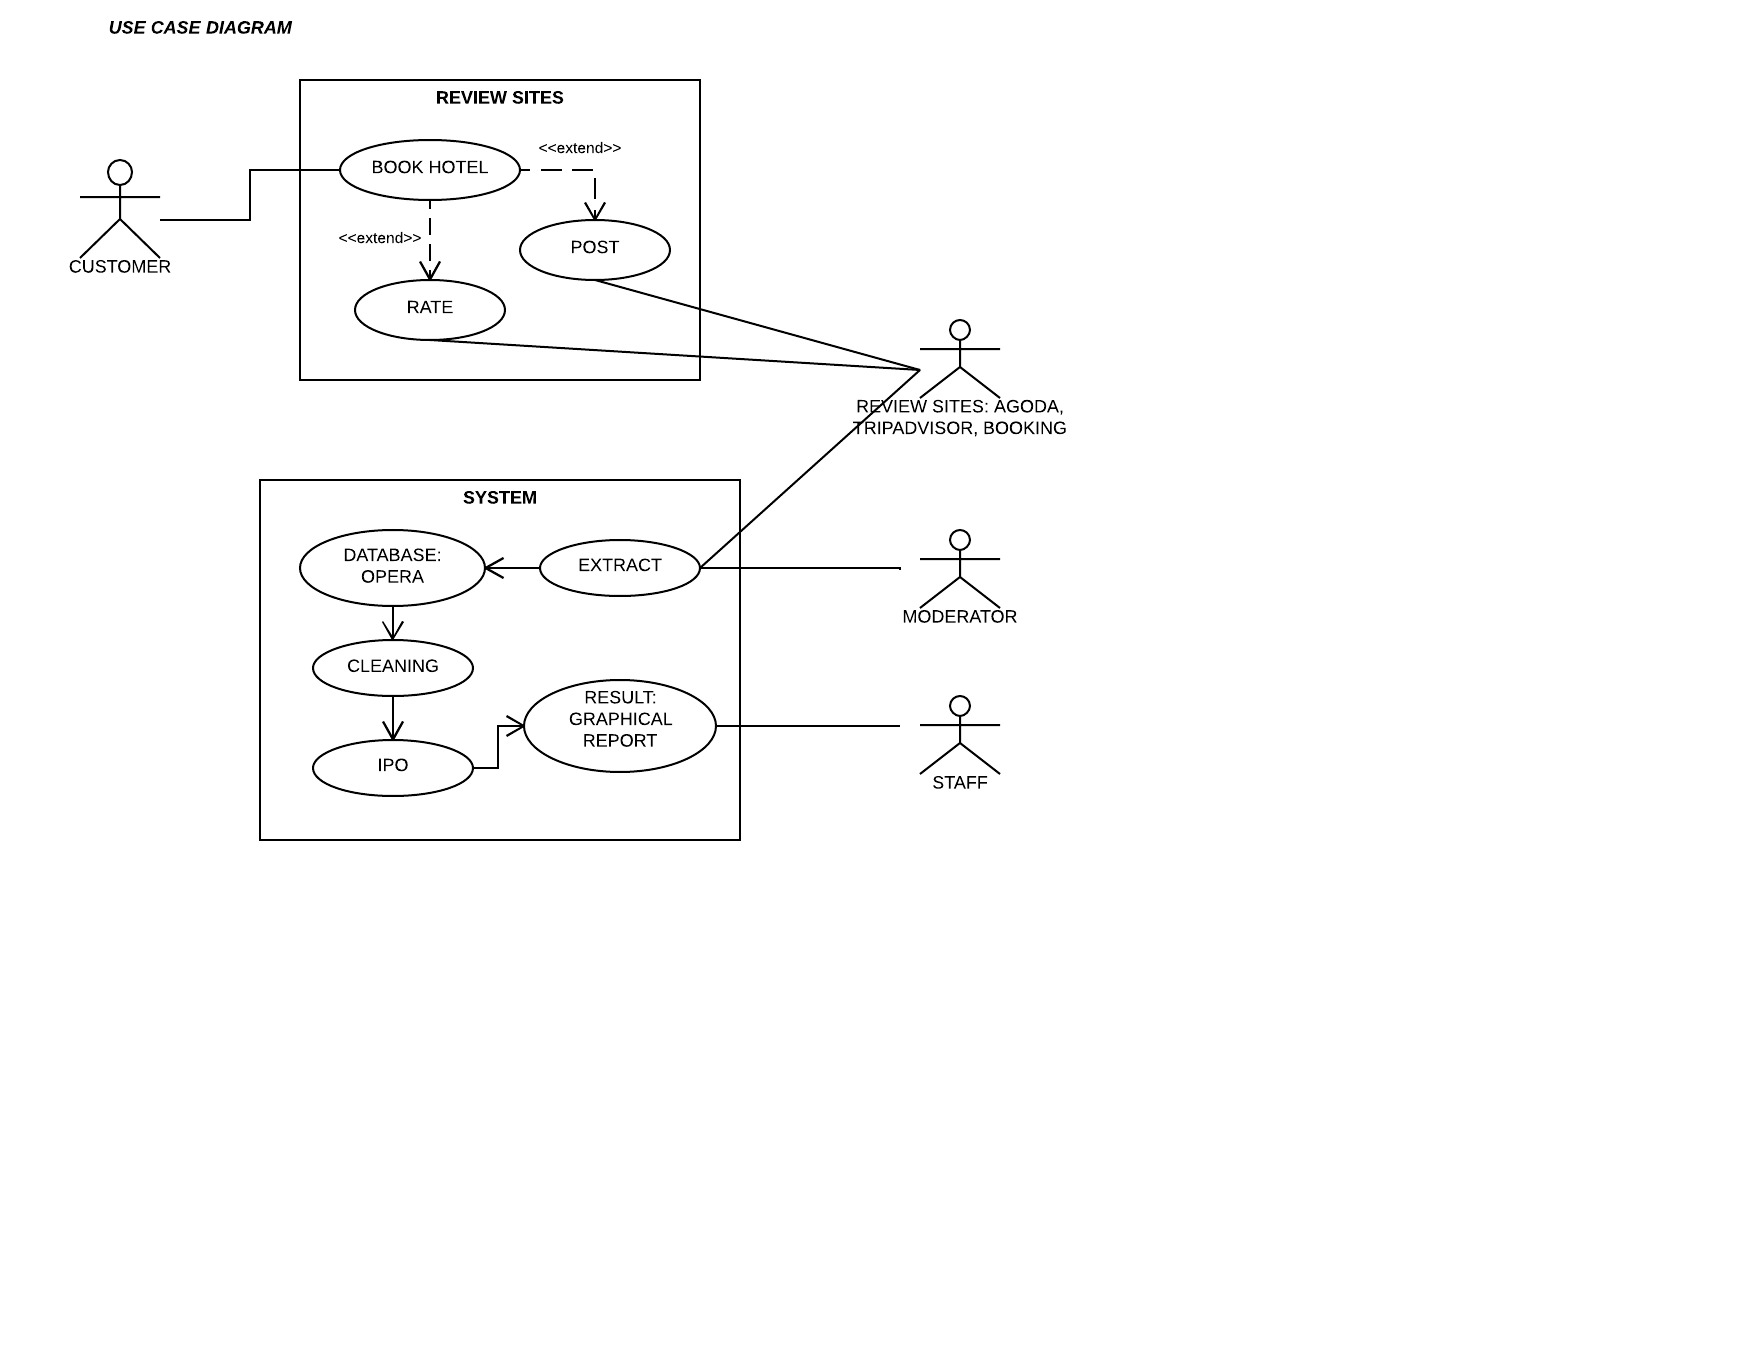 USE CASE DIAGRAM
REVIEW SITES
BOOK HOTEL
<<extend>>
<<extend>>
POST
RATE
CUSTOMER
REVIEW SITES: AGODA,
TRIPADVISOR, BOOKING
SYSTEM
DATABASE:
OPERA
EXTRACT
MODERATOR
CLEANING
RESULT:
GRAPHICAL
REPORT
IPO
STAFF